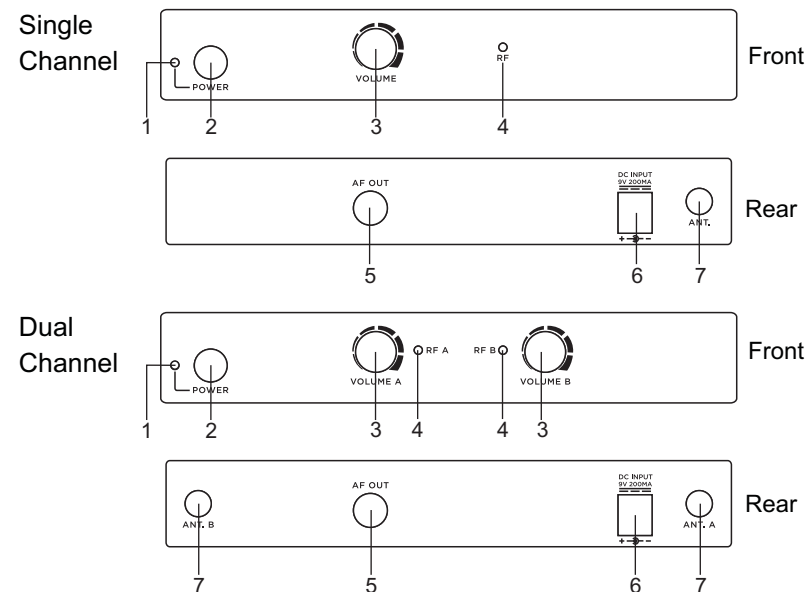 Single
Channel
POWER
VOLUME
RF
Front
1 2 3 4
AF OUT
DC INPUT
9V 200MA
+ -
ANT.
Rear
5 6 7
Dual
Channel
POWER
VOLUME A
RF A
RF B
VOLUME B
Front
1 2 3 4 4 3
ANT. B
AF OUT
DC INPUT
9V 200MA
+ -
ANT. A
Rear
7 5 6 7